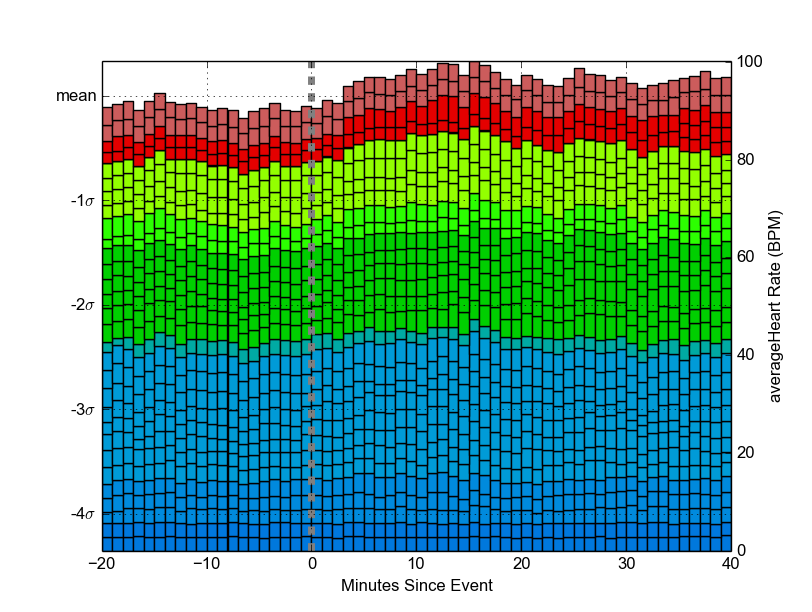 100
mean
80
-1σ
60
-2σ
40
-3σ
20
-4σ
0
−20 −10 0 10 20 30 40
Minutes Since Event
averageHeart Rate (BPM)